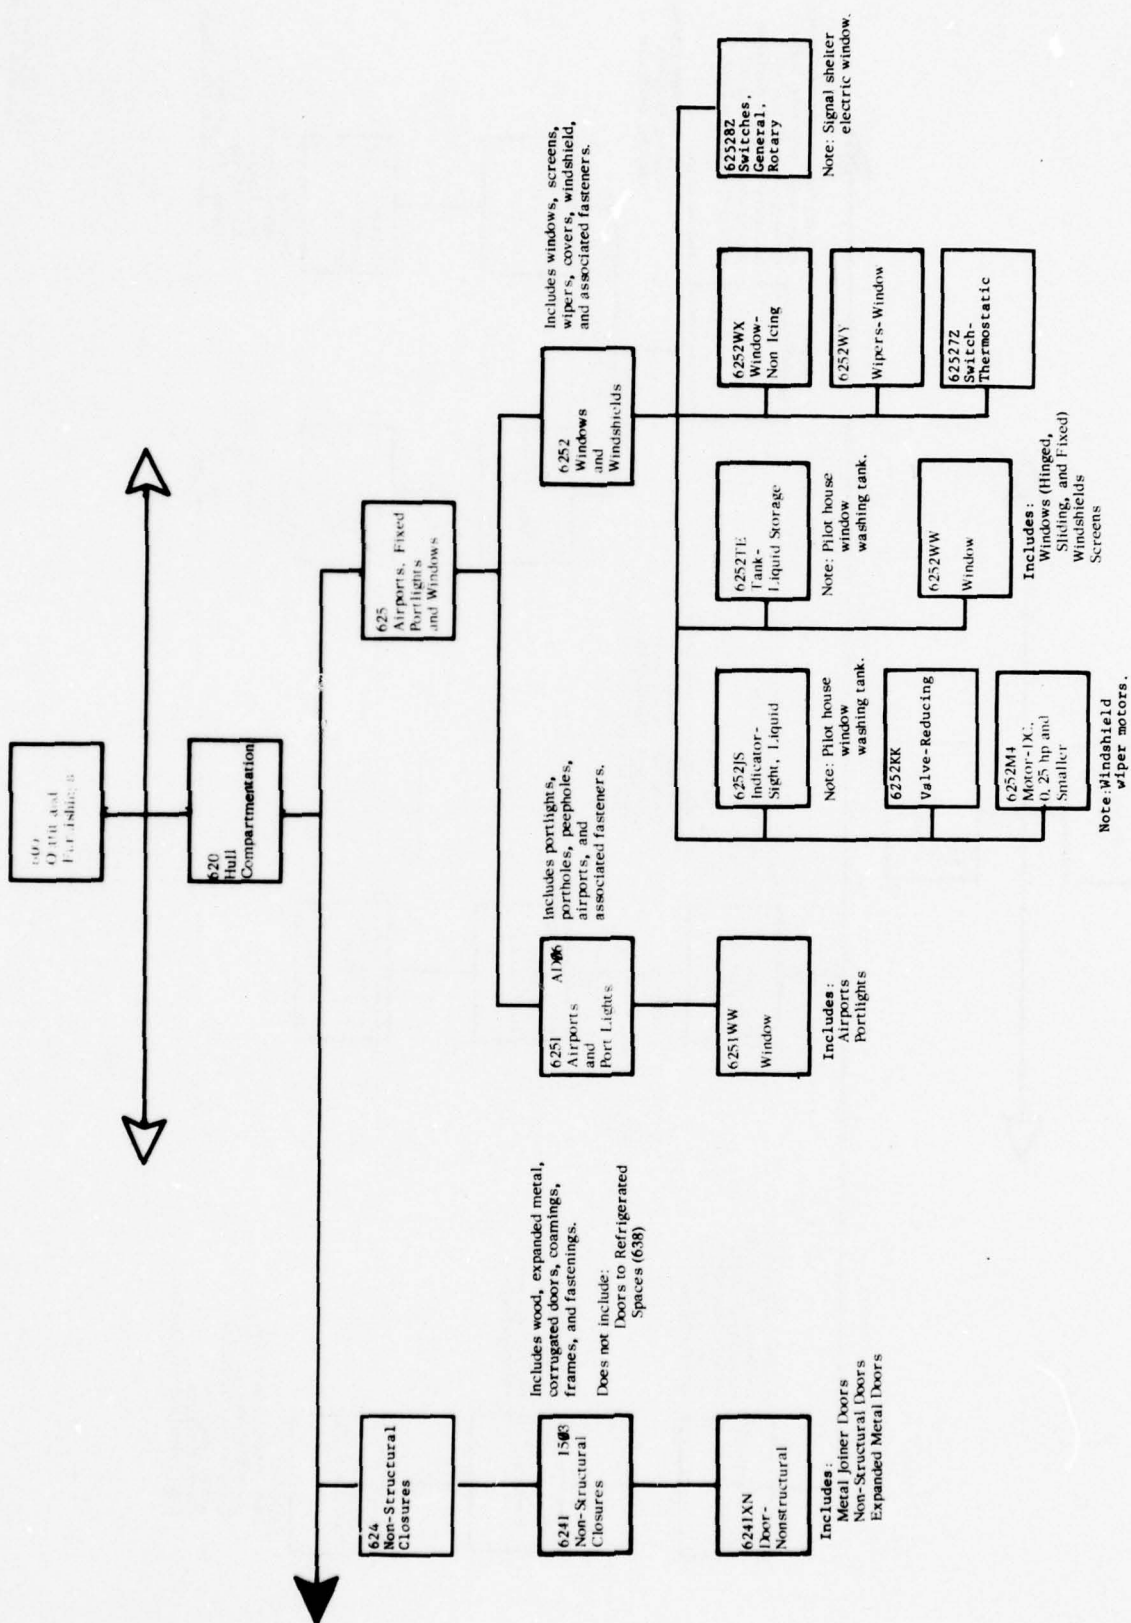 620
Hull
Compartmentation
624
Non-Structural
Closures
625
Airports, Fixed
Portlights
and Windows
6241 1503
Non-Structural
Closures
Includes wood, expanded metal,
corrugated doors, coamings,
frames, and fastenings.
Does not include:
Doors to Refrigerated
Spaces (638)
6251 AD06
Airports
and
Port Lights
Includes portlights,
portholes, peepholes,
airports, and
associated fasteners.
6252
Windows
and
Windshields
Includes windows, screens,
wipers, covers, windshield,
and associated fasteners.
6241XN
Door-
Nonstructural
Includes:
Metal Joiner Doors
Non-Structural Doors
Expanded Metal Doors
6251WW
Window
Includes:
Airports
Portlights
6252JS
Indicator-
Sight, Liquid
Note: Pilot house
window
washing tank.
6252KK
Valve-Reducing
6252M4
Motor-DC,
0.25 hp and
Smaller
Note:Windshield
wiper motors.
6252TE
Tank-
Liquid Storage
Note: Pilot house
window
washing tank.
6252WW
Window
Includes:
Windows (Hinged,
Sliding, and Fixed)
Windshields
Screens
6252WX
Window-
Non Icing
6252WY
Wipers-Window
62527Z
Switch-
Thermostatic
62528Z
Switches,
General,
Rotary
Note: Signal shelter
electric window.